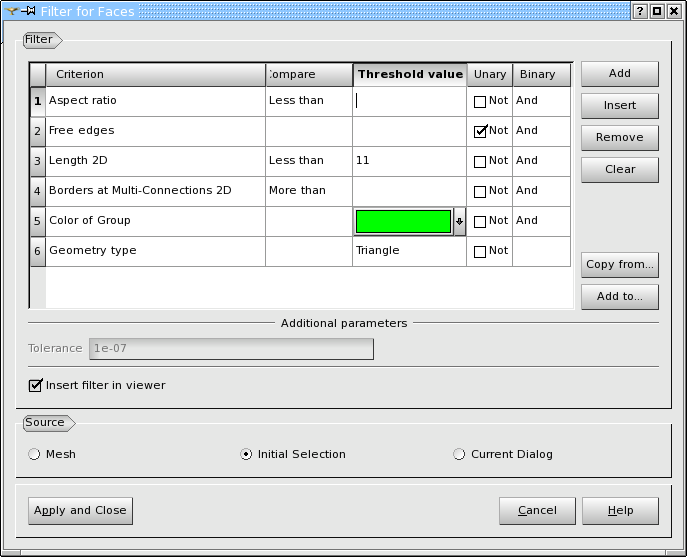 Filter for Faces
Filter
Criterion Compare Threshold value Unary Binary
1 Aspect ratio Less than Not And
2 Free edges Not And
3 Length 2D Less than 11 Not And
4 Borders at Multi-Connections 2D More than Not And
5 Color of Group Not And
6 Geometry type Triangle Not
Add
Insert
Remove
Clear
Copy from...
Add to...
Additional parameters
Tolerance 1e-07
Insert filter in viewer
Source
Mesh Initial Selection Current Dialog
Apply and Close Cancel Help